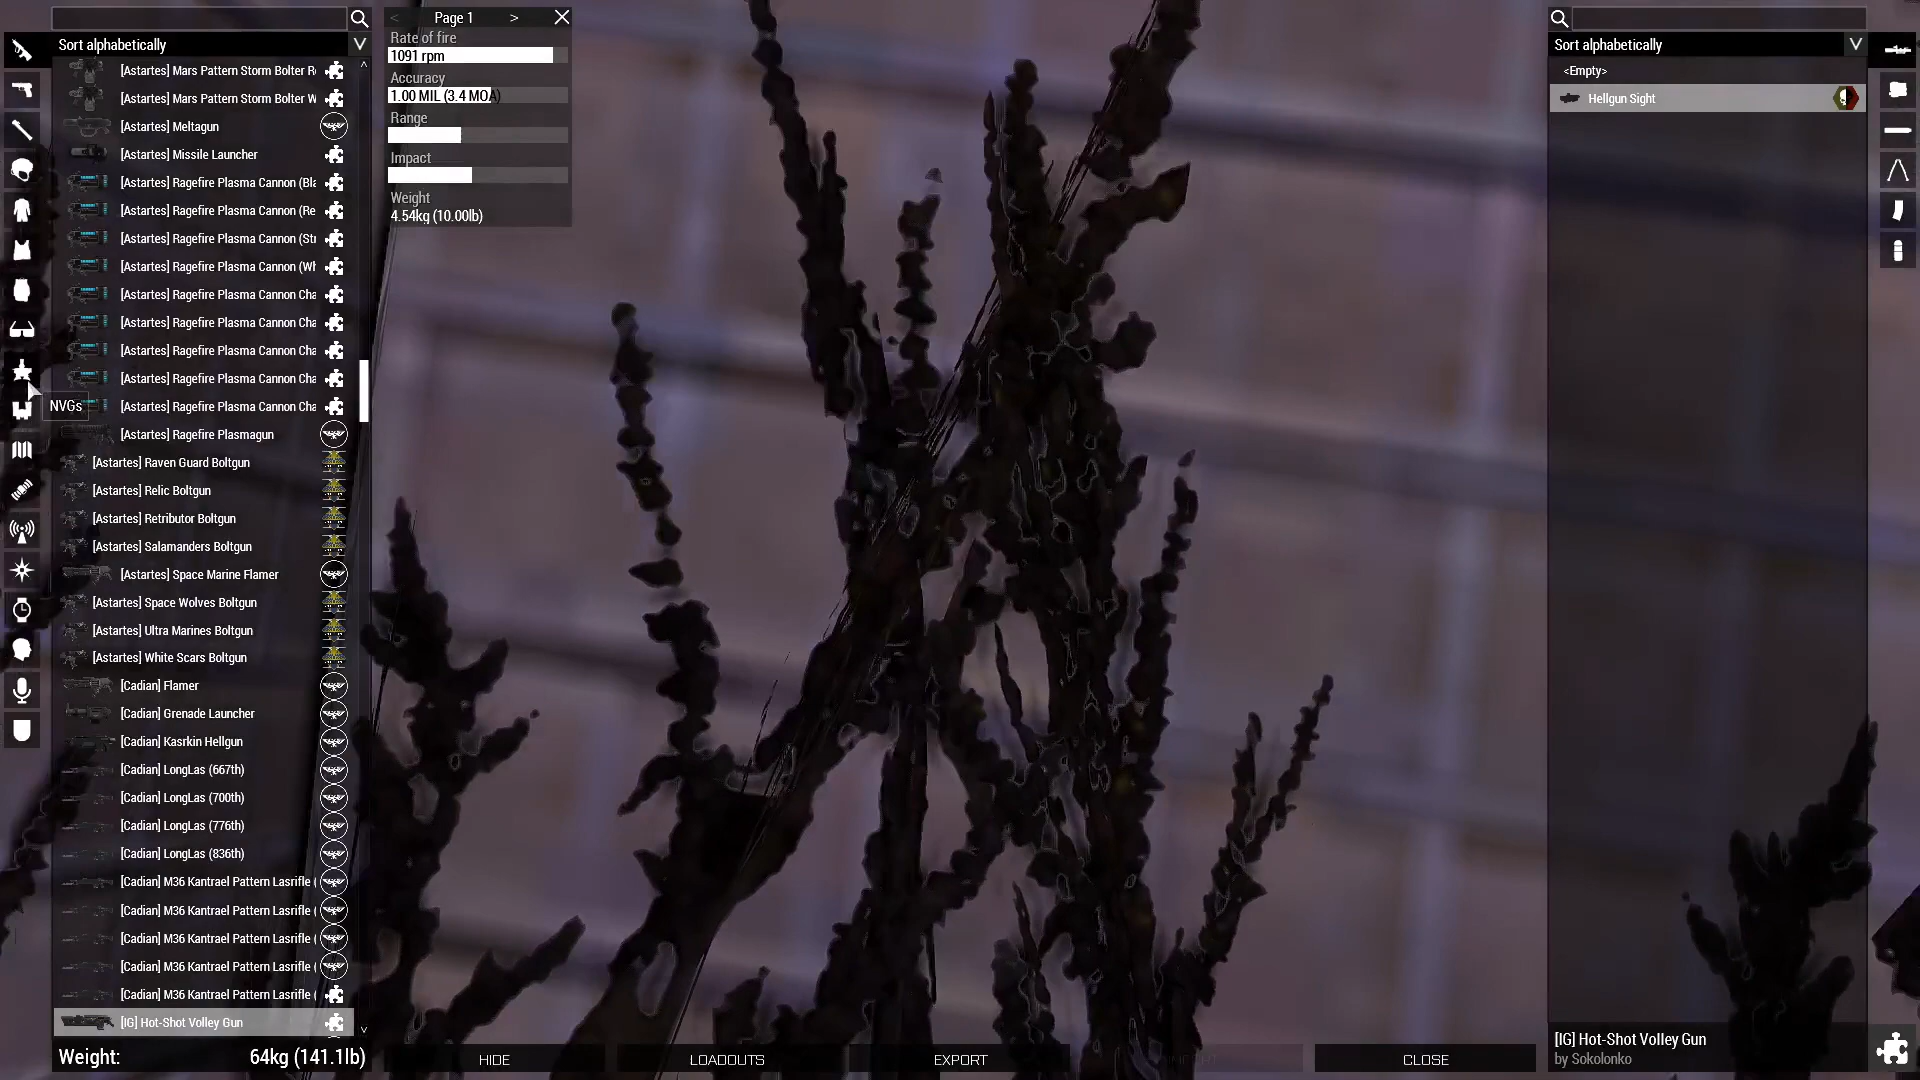 Sort alphabetically
V
[Astartes] Mars Pattern Storm Bolter R
[Astartes] Mars Pattern Storm Bolter W
[Astartes] Meltagun
[Astartes] Missile Launcher
[Astartes] Ragefire Plasma Cannon (Bla
[Astartes] Ragefire Plasma Cannon (Re
[Astartes] Ragefire Plasma Cannon (Str
[Astartes] Ragefire Plasma Cannon (Wh
[Astartes] Ragefire Plasma Cannon Cha
[Astartes] Ragefire Plasma Cannon Cha
[Astartes] Ragefire Plasma Cannon Cha
[Astartes] Ragefire Plasma Cannon Cha
[Astartes] Ragefire Plasma Cannon Cha
NVGs
[Astartes] Ragefire Plasmagun
[Astartes] Raven Guard Boltgun
[Astartes] Relic Boltgun
[Astartes] Retributor Boltgun
[Astartes] Salamanders Boltgun
[Astartes] Space Marine Flamer
[Astartes] Space Wolves Boltgun
[Astartes] Ultra Marines Boltgun
[Astartes] White Scars Boltgun
[Cadian] Flamer
[Cadian] Grenade Launcher
[Cadian] Kasrkin Hellgun
[Cadian] LongLas (667th)
[Cadian] LongLas (700th)
[Cadian] LongLas (776th)
[Cadian] LongLas (836th)
[Cadian] M36 Kantrael Pattern Lasrifle (
[Cadian] M36 Kantrael Pattern Lasrifle (
[Cadian] M36 Kantrael Pattern Lasrifle (
[Cadian] M36 Kantrael Pattern Lasrifle (
[Cadian] M36 Kantrael Pattern Lasrifle (
[IG] Hot-Shot Volley Gun
Weight: 64kg (141.1lb)
< Page 1 >
Rate of fire
1091 rpm
Accuracy
1.00 MIL (3.4 MOA)
Range
Impact
Weight
4.54kg (10.00lb)
HIDE
LOADOUTS
EXPORT
CLOSE
Sort alphabetically
V
<Empty>
Hellgun Sight
[IG] Hot-Shot Volley Gun
by Sokolonko